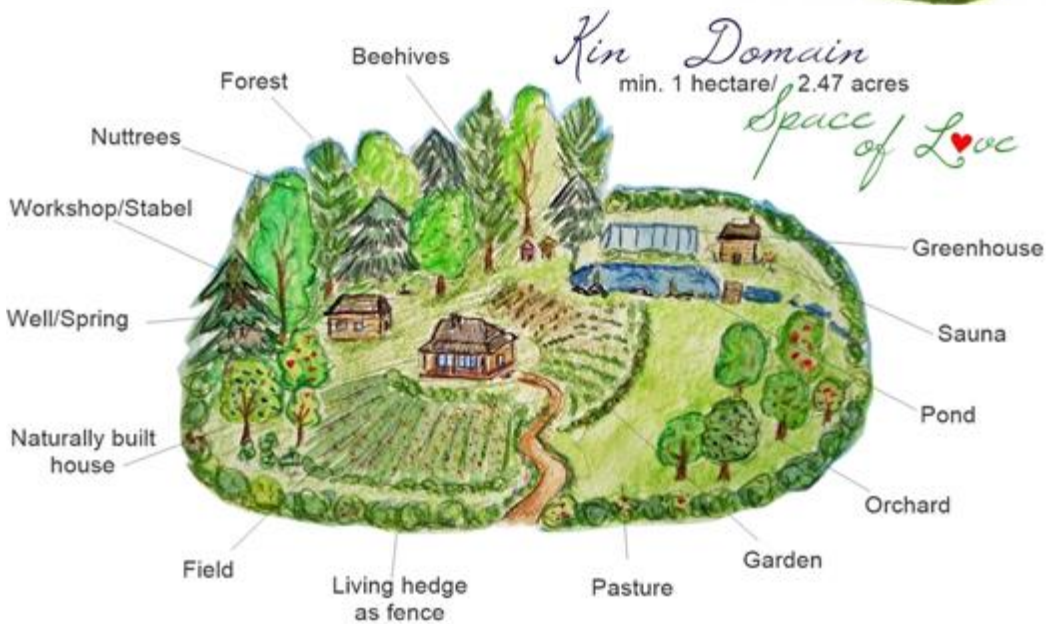 Kin Domain
min. 1 hectare/ 2.47 acres
Space
of Love
Beehives
Forest
Nuttrees
Workshop/Stabel
Well/Spring
Naturally built
house
Field
Living hedge
as fence
Pasture
Garden
Orchard
Pond
Sauna
Greenhouse